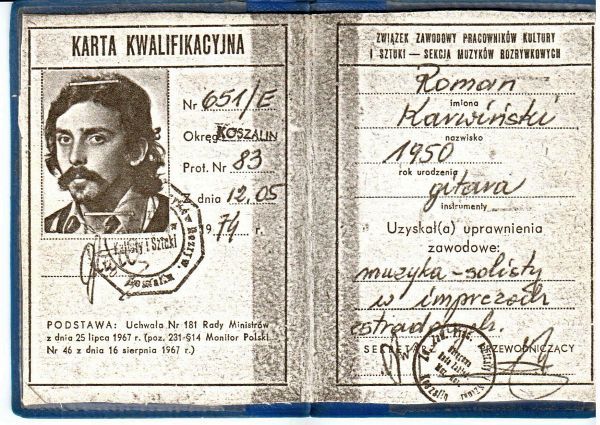 KARTA KWALIFIKACYJNA
Nr 651/E
Okręg KOSZALIN
Prot. Nr 83
Z dnia 12.05
1974 r.
PODSTAWA: Uchwała Nr 181 Rady Ministrów
z dnia 25 lipca 1967 r. (poz. 231-§14 Monitor Polski
Nr 46 z dnia 16 sierpnia 1967 r.)
ZWIĄZEK ZAWODOWY PRACOWNIKÓW KULTURY
I SZTUKI — SEKCJA MUZYKÓW ROZRYWKOWYCH
Roman
imiona
Karwiński
nazwisko
1950
rok urodzenia
gitara
instrumenty
Uzyskał(a) uprawnienia
zawodowe:
muzyka-solisty
w imprezach
estradowych.
SEKRETARZ PRZEWODNICZĄCY